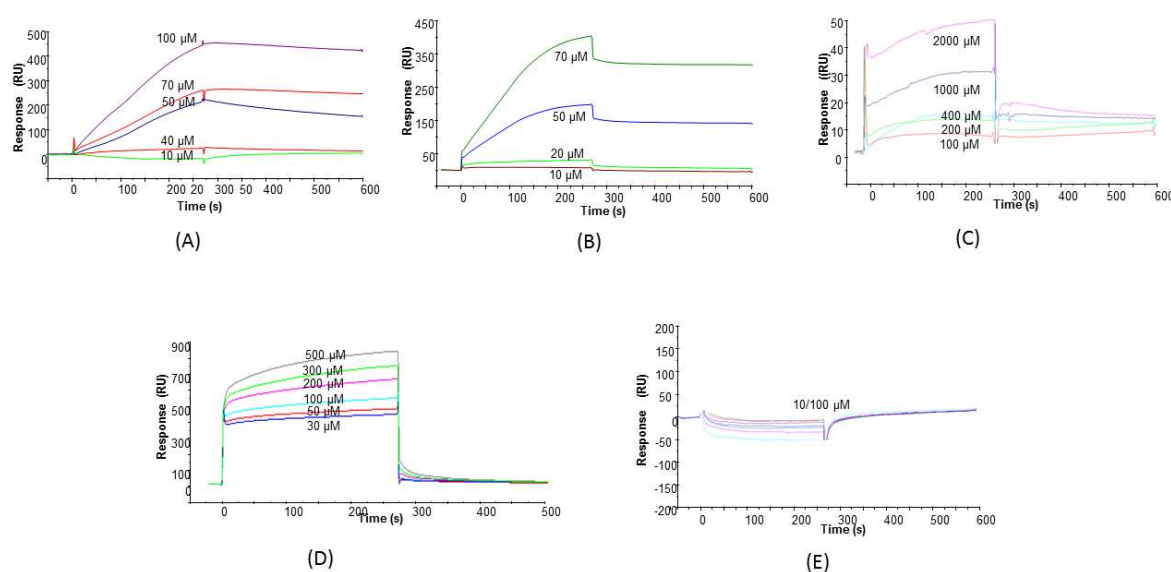 500
400
300
200
100
0
Response (RU)
100 µM
70 µM
50 µM
40 µM
10 µM
0 100 200 20 300 50 400 500 600
Time (s)
(A)
450
350
250
150
50
Response (RU)
70 µM
50 µM
20 µM
10 µM
0 100 200 300 400 500 600
Time (s)
(B)
50
40
30
20
10
0
Response ((RU)
2000 µM
1000 µM
400 µM
200 µM
100 µM
0 100 200 300 400 500 600
Time (s)
(C)
900
700
500
300
100
0
Response (RU)
500 µM
300 µM
200 µM
100 µM
50 µM
30 µM
0 100 200 300 400 500
Time (s)
(D)
200
150
100
50
0
-50
-100
-150
-200
Response (RU)
10/100 µM
0 100 200 300 400 500 600
Time (s)
(E)